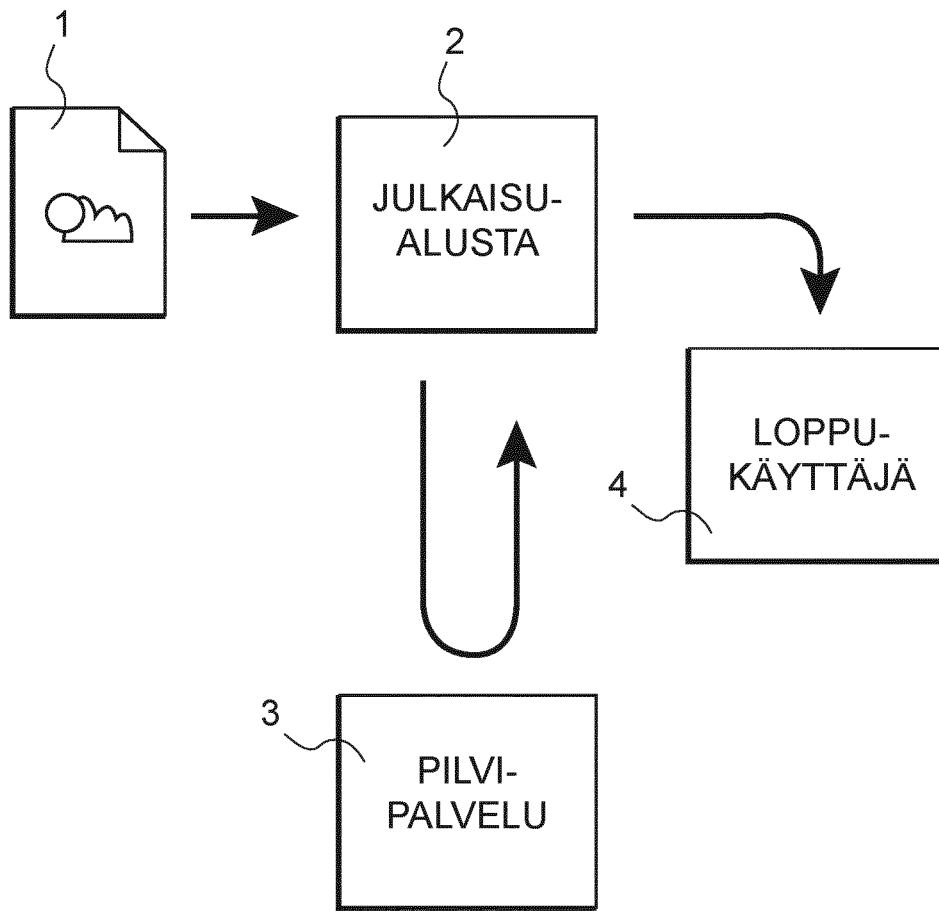 1
2
JULKAISU-
ALUSTA
LOPPU-
KÄYTTÄJÄ
4
3
PILVI-
PALVELU